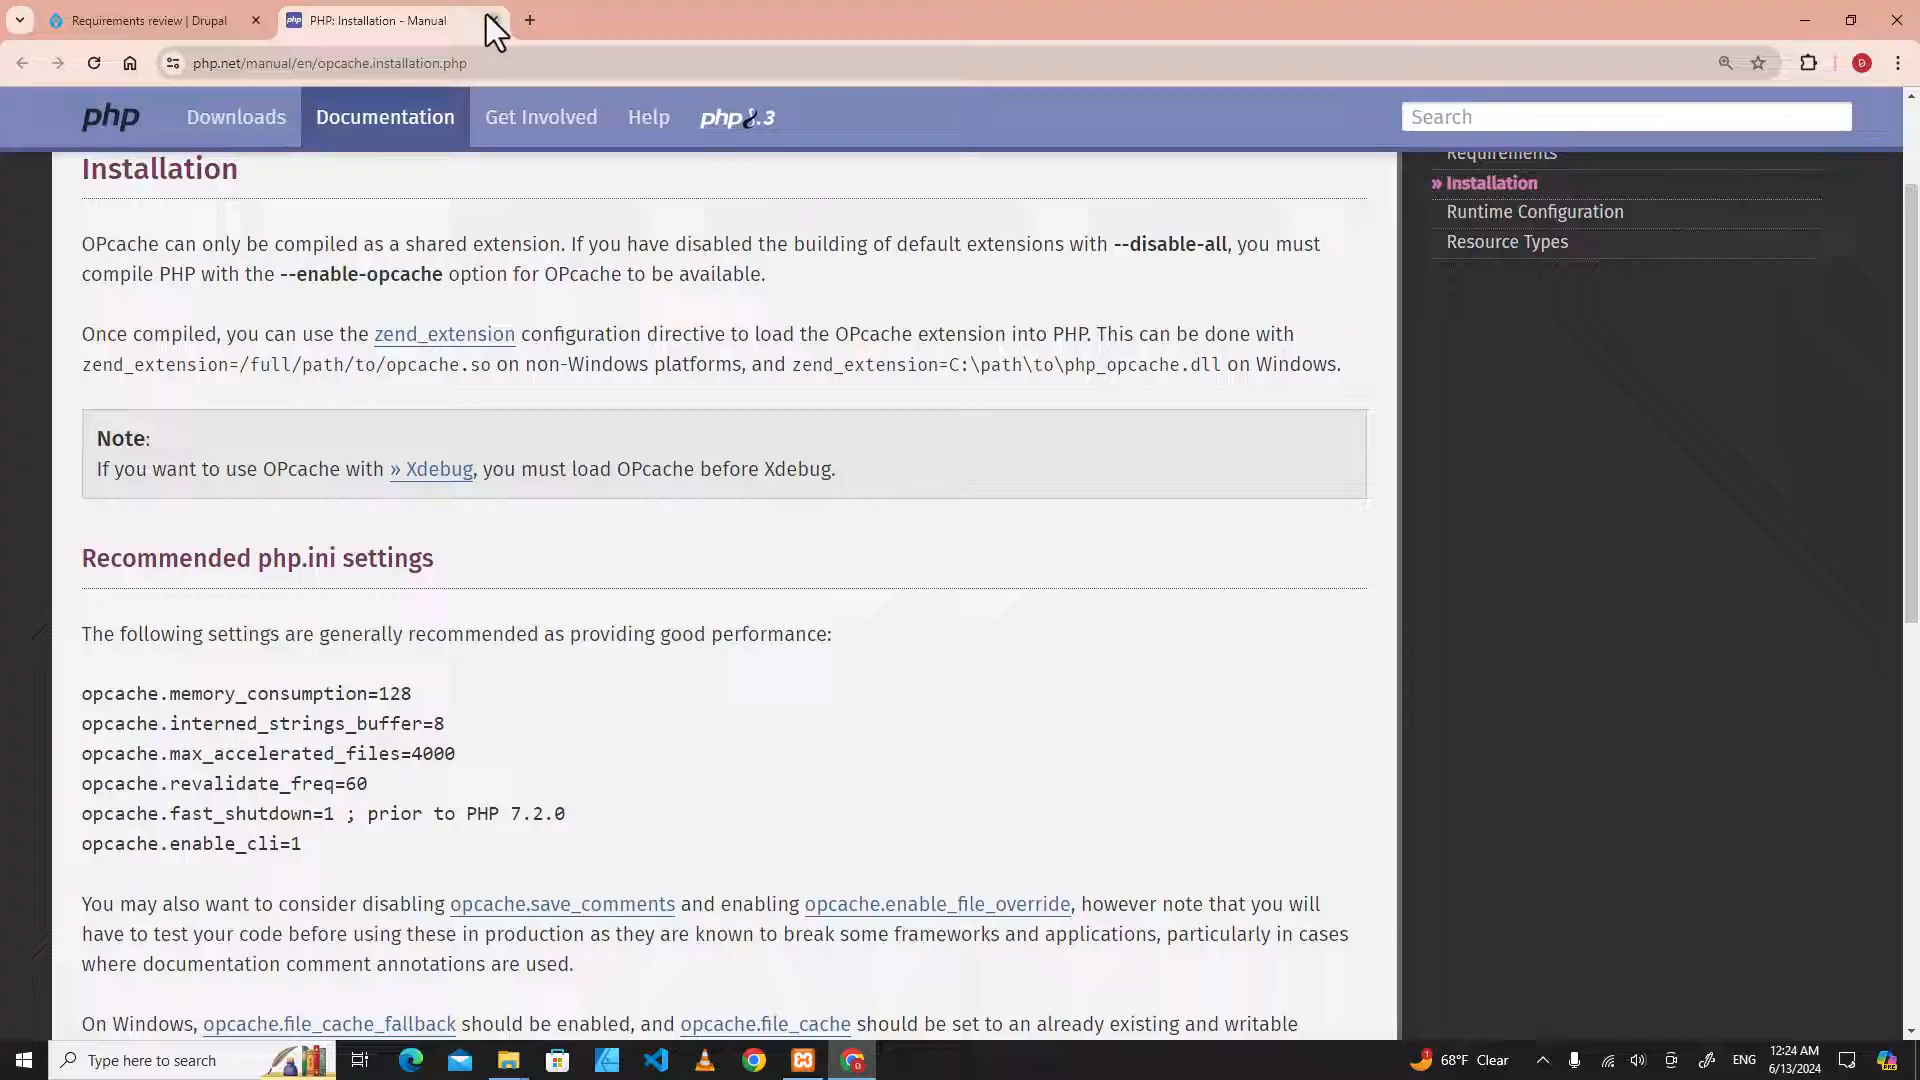 Requirements review | Drupal
PHP: Installation - Manual
php.net/manual/en/opcache.installation.php
D
php
Downloads
Documentation
Get Involved
Help
php8.3
Search
Requirements
Installation
» Installation
Runtime Configuration
Resource Types
OPcache can only be compiled as a shared extension. If you have disabled the building of default extensions with --disable-all, you must
compile PHP with the --enable-opcache option for OPcache to be available.
Once compiled, you can use the zend_extension configuration directive to load the OPcache extension into PHP. This can be done with
zend_extension=/full/path/to/opcache.so on non-Windows platforms, and zend_extension=C:\path\to\php_opcache.dll on Windows.
Note:
If you want to use OPcache with » Xdebug, you must load OPcache before Xdebug.
Recommended php.ini settings
The following settings are generally recommended as providing good performance:
opcache.memory_consumption=128
opcache.interned_strings_buffer=8
opcache.max_accelerated_files=4000
opcache.revalidate_freq=60
opcache.fast_shutdown=1 ; prior to PHP 7.2.0
opcache.enable_cli=1
You may also want to consider disabling opcache.save_comments and enabling opcache.enable_file_override, however note that you will
have to test your code before using these in production as they are known to break some frameworks and applications, particularly in cases
where documentation comment annotations are used.
On Windows, opcache.file_cache_fallback should be enabled, and opcache.file_cache should be set to an already existing and writable
Type here to search
68°F Clear
ENG
12:24 AM
6/13/2024